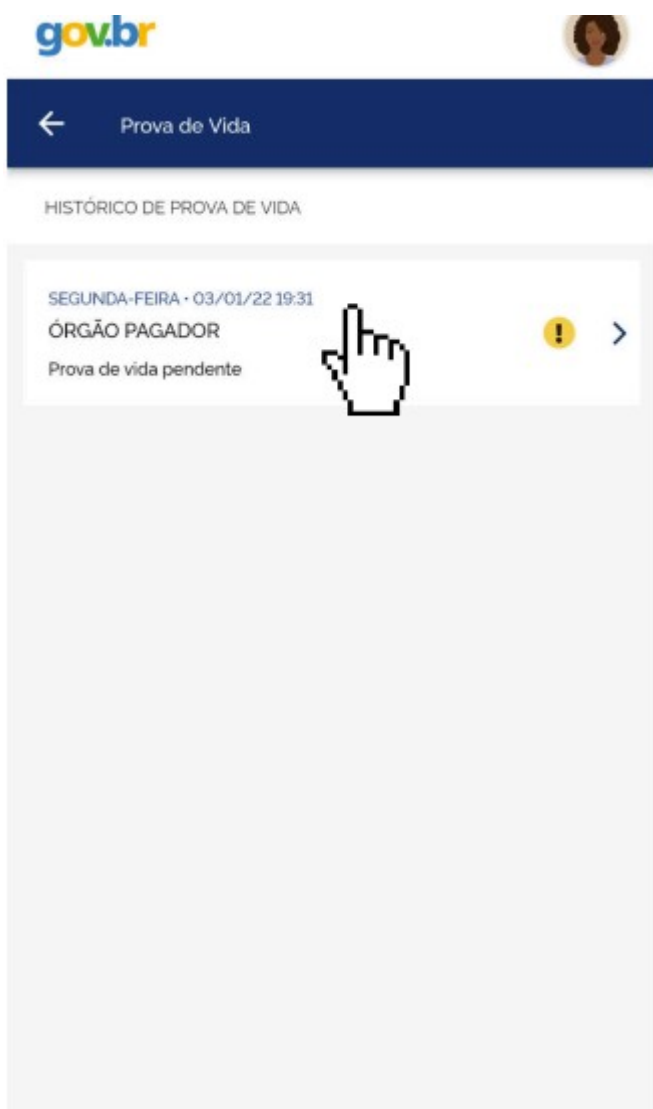 gov.br
Prova de Vida
HISTÓRICO DE PROVA DE VIDA
SEGUNDA-FEIRA • 03/01/22 19:31
ÓRGÃO PAGADOR
Prova de vida pendente
!